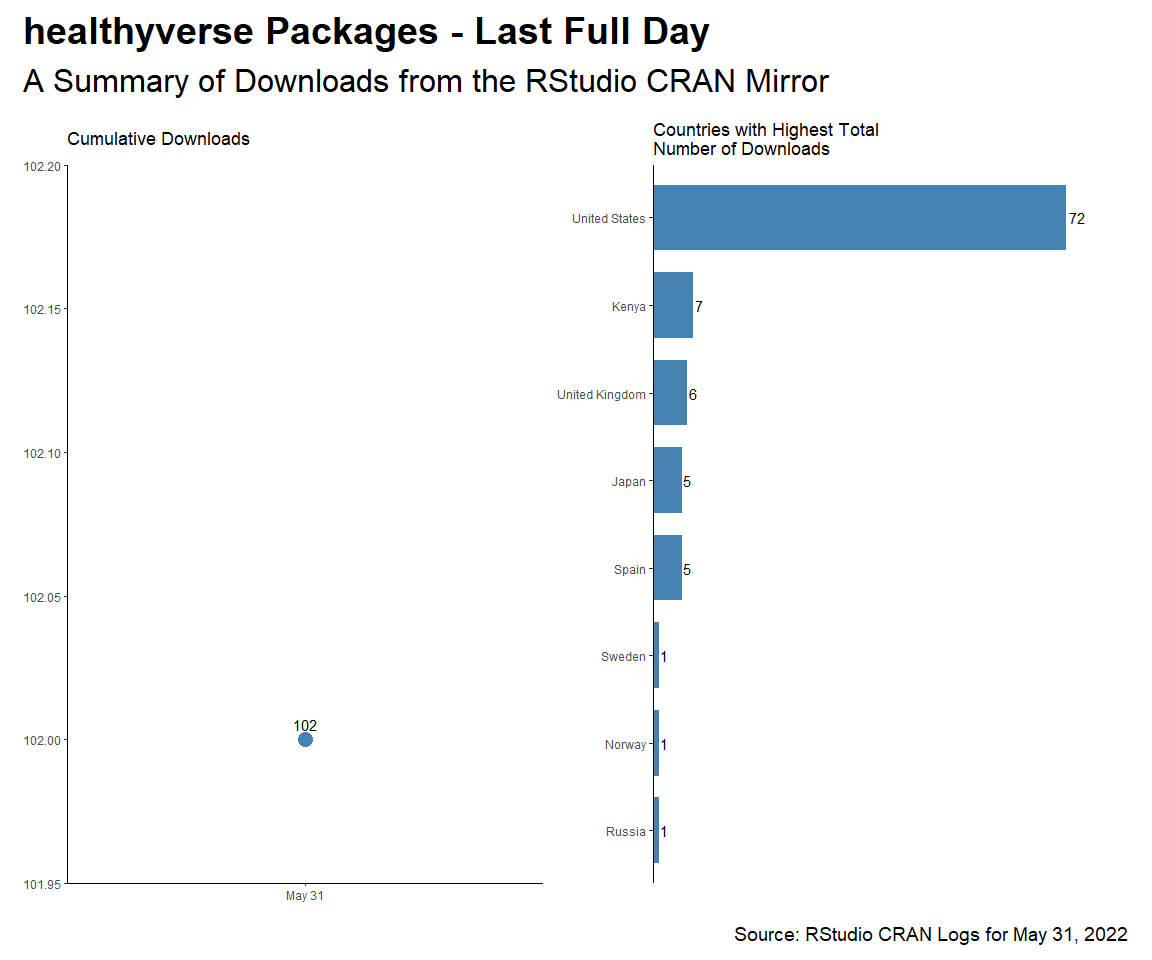 healthyverse Packages - Last Full Day
A Summary of Downloads from the RStudio CRAN Mirror
Cumulative Downloads
102.20
102.15
102.10
102.05
102.00
101.95
102
May 31
Countries with Highest Total
Number of Downloads
United States 72
Kenya 7
United Kingdom 6
Japan 5
Spain 5
Sweden 1
Norway 1
Russia 1
Source: RStudio CRAN Logs for May 31, 2022